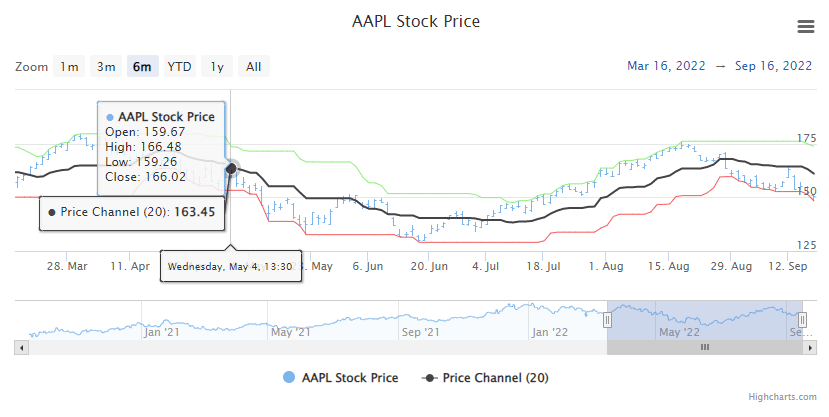 AAPL Stock Price
Zoom 1m 3m 6m YTD 1y All
Mar 16, 2022 → Sep 16, 2022
AAPL Stock Price
Open: 159.67
High: 166.48
Low: 159.26
Close: 166.02
Price Channel (20): 163.45
Wednesday, May 4, 13:30
175
150
125
28. Mar 11. Apr May 6. Jun 20. Jun 4. Jul 18. Jul 1. Aug 15. Aug 29. Aug 12. Sep
Jan '21 May '21 Sep '21 Jan '22 May '22 Se...
AAPL Stock Price Price Channel (20)
Highcharts.com